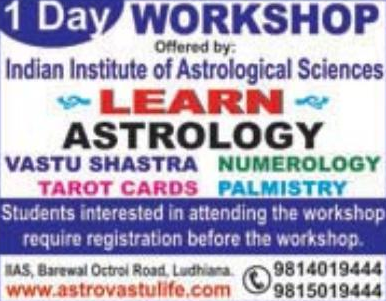 1 Day WORKSHOP
Offered by:
Indian Institute of Astrological Sciences
LEARN
ASTROLOGY
VASTU SHASTRA NUMEROLOGY
TAROT CARDS PALMISTRY
Students interested in attending the workshop
require registration before the workshop.
IIAS, Barewal Octroi Road, Ludhiana. 9814019444
www.astrovastulife.com 9815019444